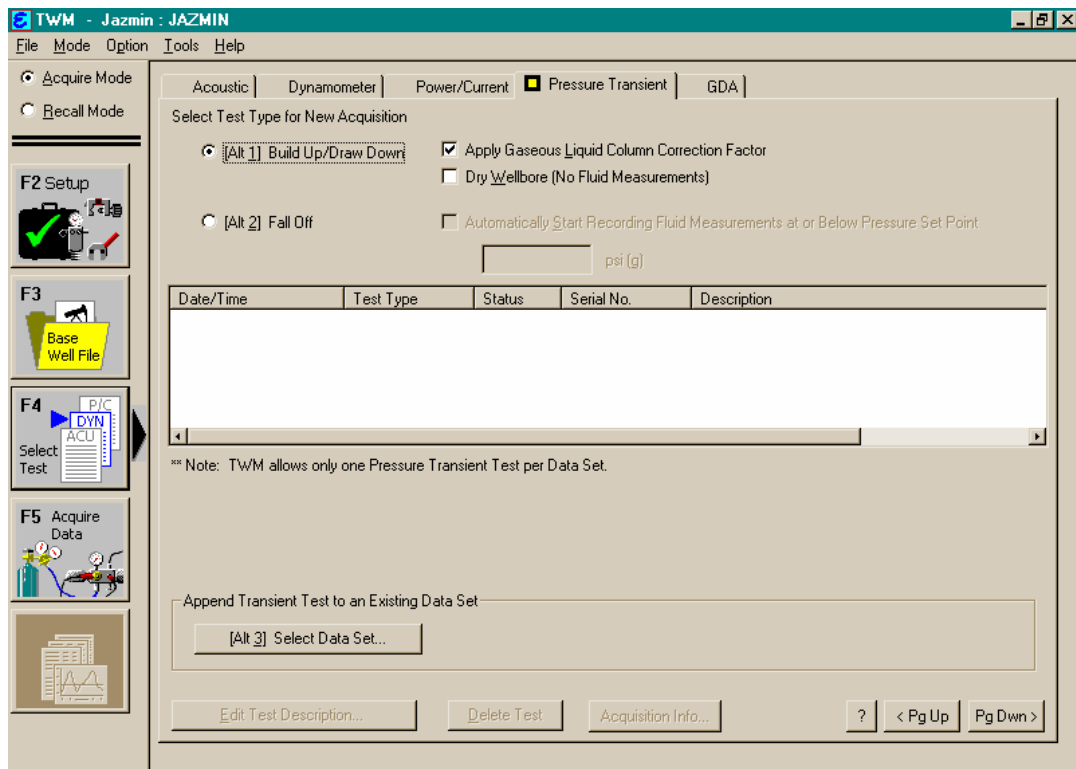 TWM - Jazmin : JAZMIN
File Mode Option Tools Help
Acquire Mode
Recall Mode
F2 Setup
F3
Base
Well File
F4
P/C
DYN
ACU
Select
Test
F5 Acquire
Data
Acoustic Dynamometer Power/Current Pressure Transient GDA
Select Test Type for New Acquisition
[Alt 1] Build Up/Draw Down
Apply Gaseous Liquid Column Correction Factor
Dry Wellbore (No Fluid Measurements)
[Alt 2] Fall Off
Automatically Start Recording Fluid Measurements at or Below Pressure Set Point
psi (g)
Date/Time Test Type Status Serial No. Description
** Note: TWM allows only one Pressure Transient Test per Data Set.
Append Transient Test to an Existing Data Set
[Alt 3] Select Data Set...
Edit Test Description... Delete Test Acquisition Info... ? < Pg Up Pg Dwn >